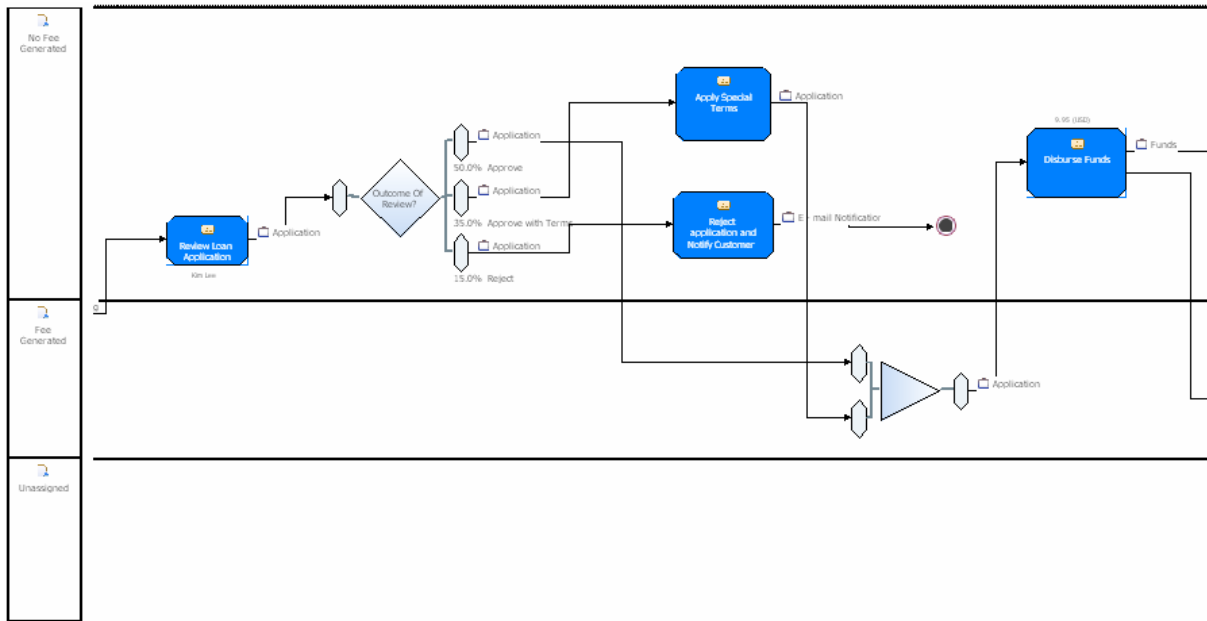 No Fee
Generated
Review Loan
Application
Kim Lee
Application
Outcome Of
Review?
Application
50.0% Approve
Application
35.0% Approve with Terms
Application
15.0% Reject
Apply Special
Terms
Application
Reject
application and
Notify Customer
E - mail Notification
9.95 (USD)
Disburse Funds
Funds
Fee
Generated
Application
Unassigned